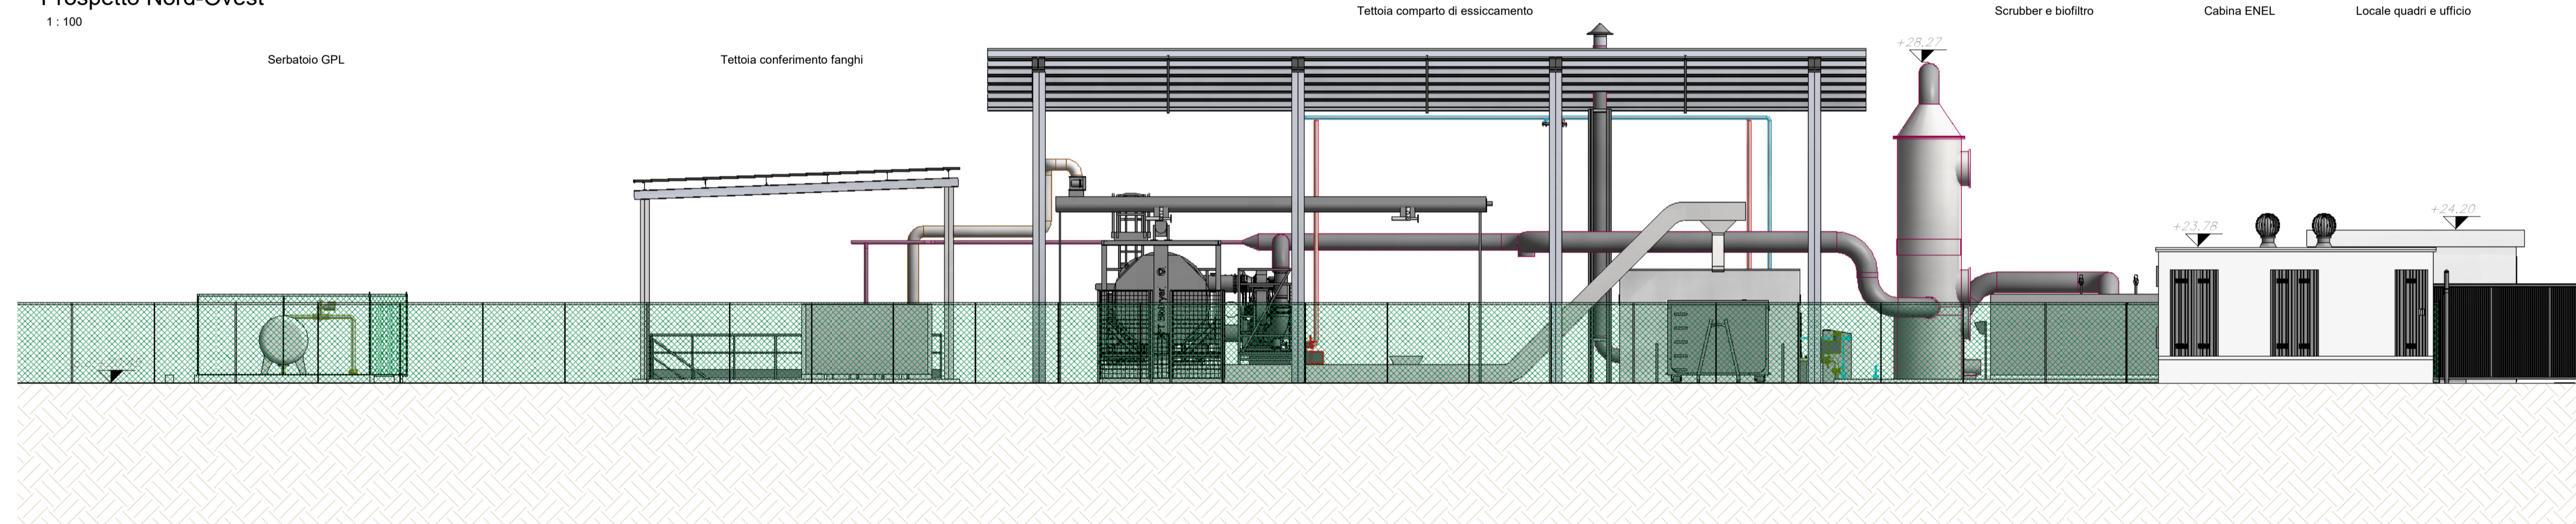 Prospetto Nord-Ovest
1 : 100
Tettoia comparto di essiccamento
Scrubber e biofiltro
Cabina ENEL
Locale quadri e ufficio
Serbatoio GPL
Tettoia conferimento fanghi
+28.27
+24.20
+23.78